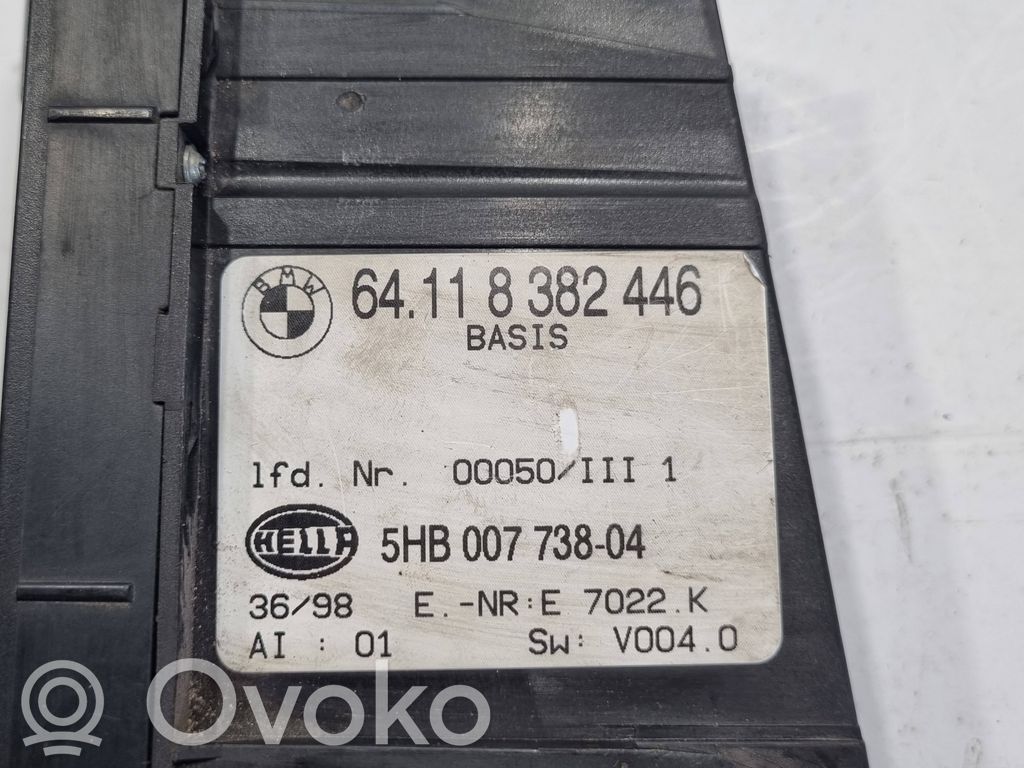 BMW 64.11 8 382 446
BASIS
lfd. Nr. 00050/III 1
HELLA 5HB 007 738-04
36/98 E.-NR:E 7022.K
AI : 01 Sw: V004.0
Ovoko